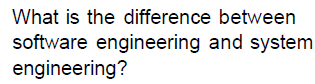 What is the difference between
software engineering and system
engineering?